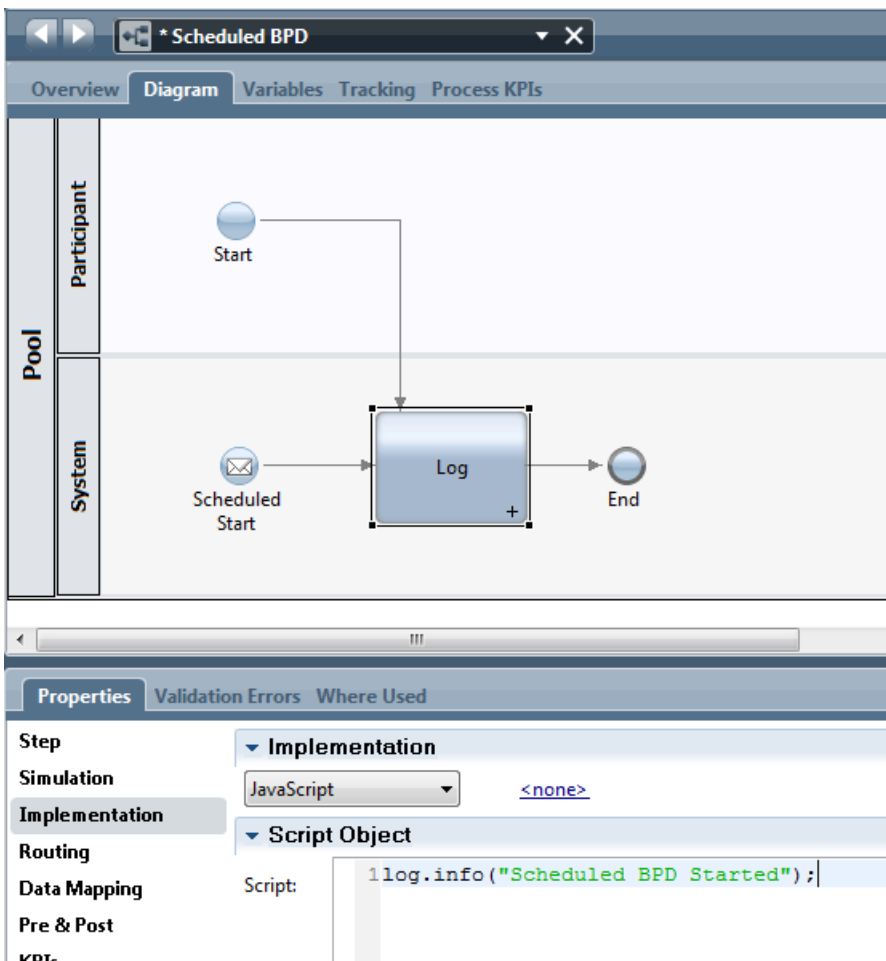 * Scheduled BPD
Overview Diagram Variables Tracking Process KPIs
Pool
Participant
Start
System
Scheduled
Start
Log
+
End
Properties Validation Errors Where Used
Step
Simulation
Implementation
Routing
Data Mapping
Pre & Post
KPIs
Implementation
JavaScript <none>
Script Object
Script: 1log.info("Scheduled BPD Started");